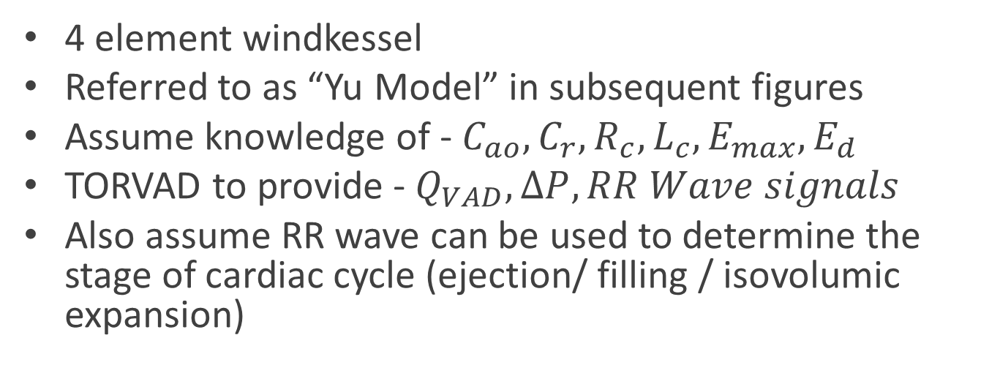 • 4 element windkessel
• Referred to as “Yu Model” in subsequent figures
• Assume knowledge of - $C_{ao}, C_r, R_c, L_c, E_{max}, E_d$
• TORVAD to provide - $Q_{VAD}, \Delta P, RR\ Wave\ signals$
• Also assume RR wave can be used to determine the
stage of cardiac cycle (ejection/ filling / isovolumic
expansion)